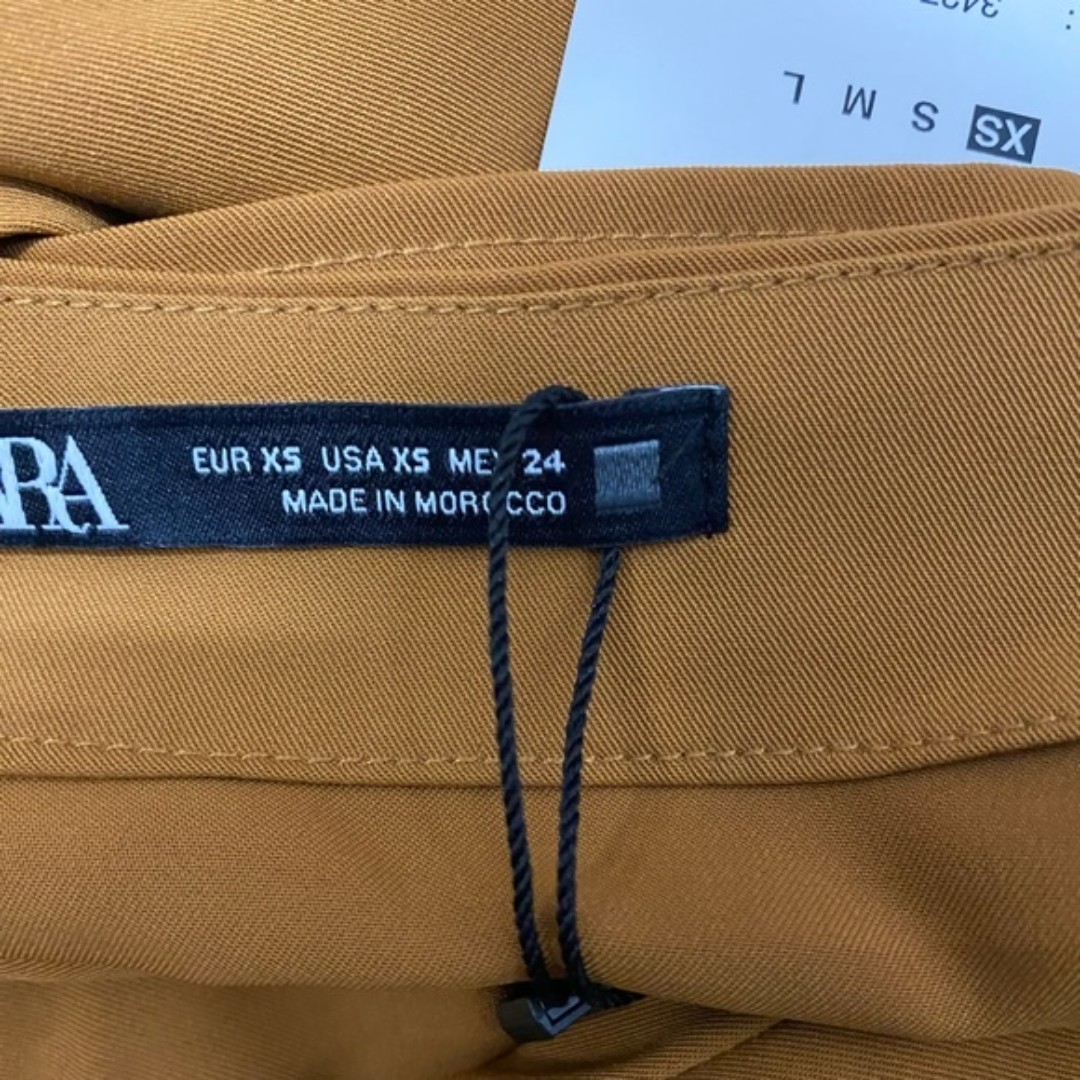 XS S M L
ARA
EUR XS USA XS MEX 24
MADE IN MOROCCO